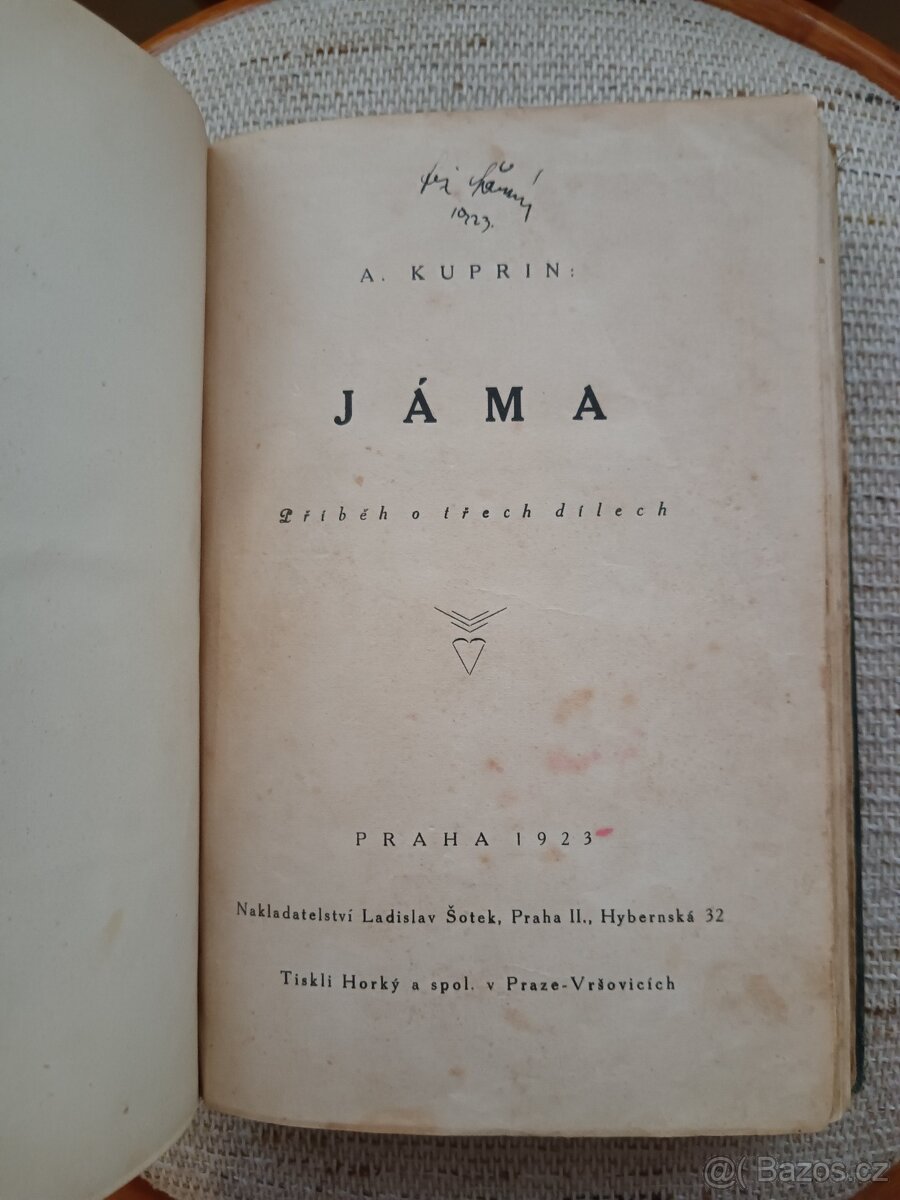 1923.
A. KUPRIN:
JÁMA
Příběh o třech dílech
PRAHA 1923
Nakladatelství Ladislav Šotek, Praha II., Hybernská 32
Tiskli Horký a spol. v Praze-Vršovicích
@( Bazos.cz